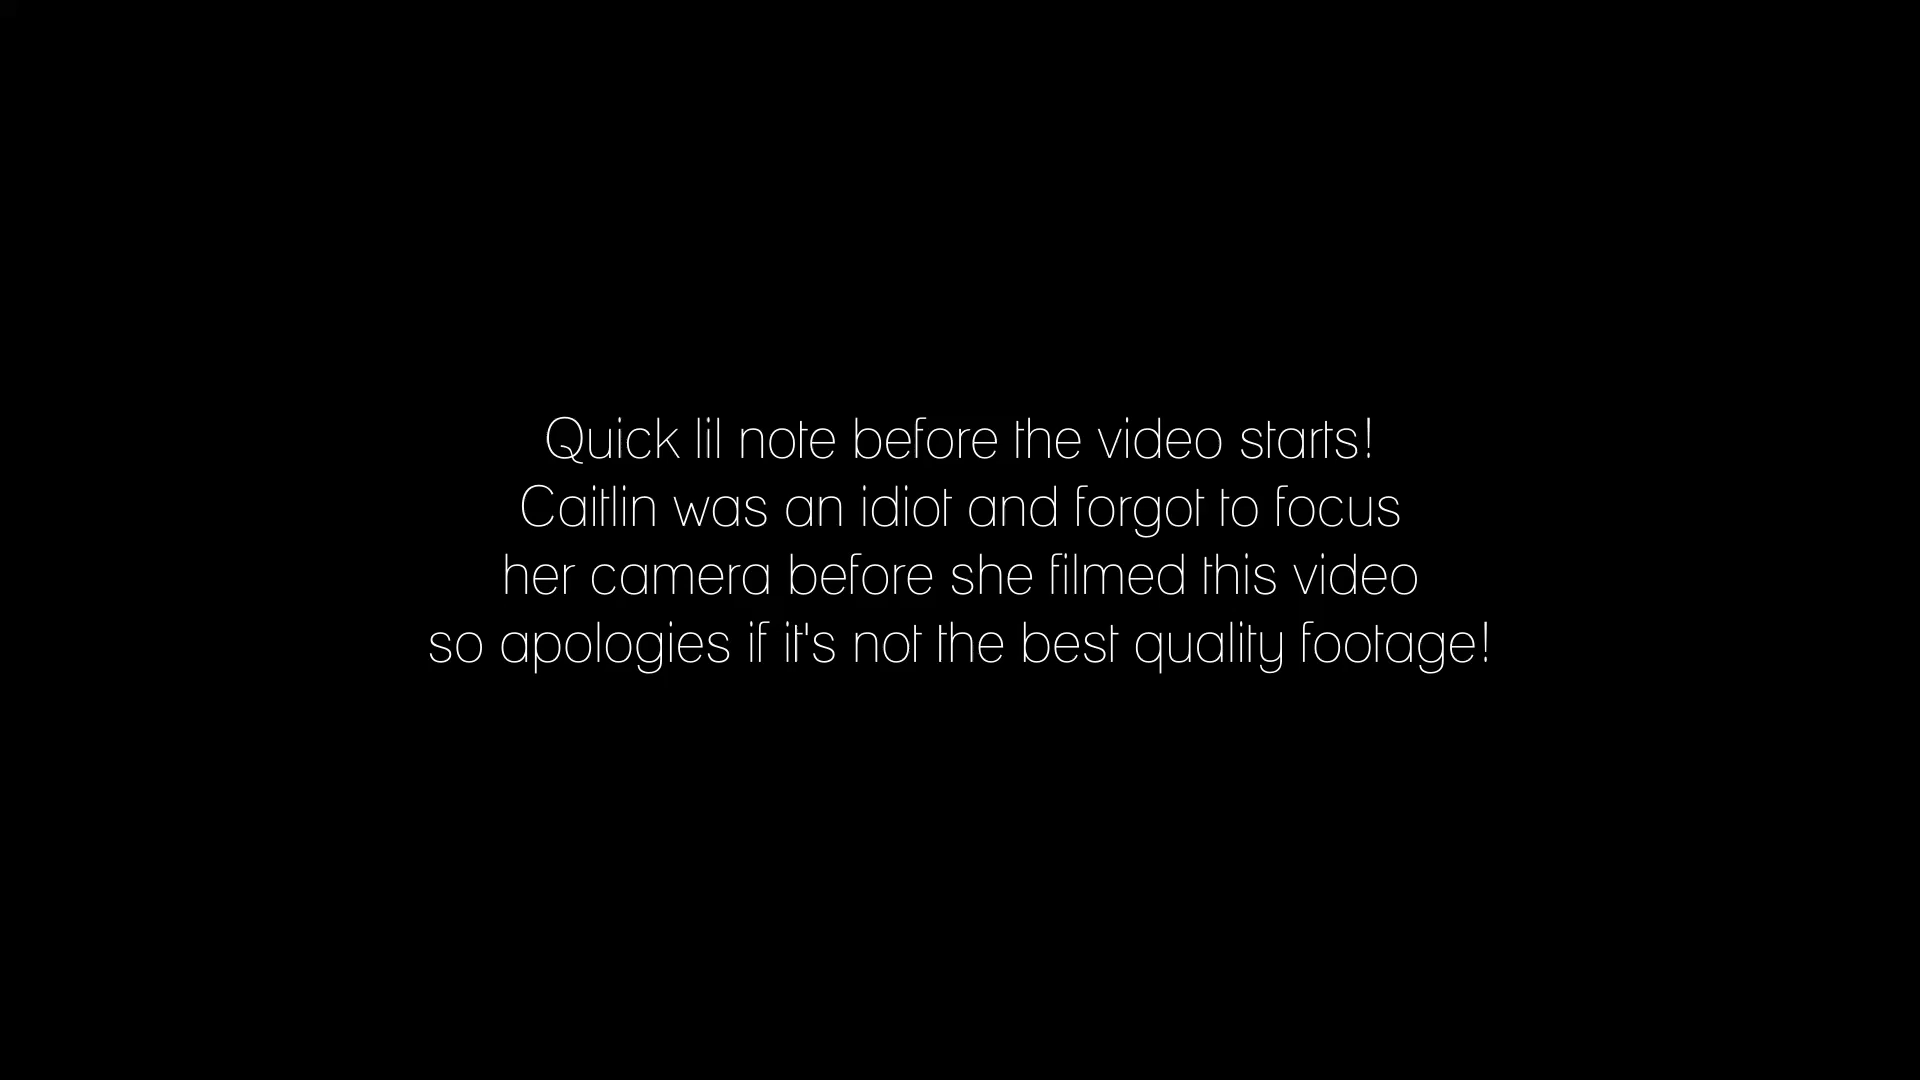 Quick lil note before the video starts!
Caitlin was an idiot and forgot to focus
her camera before she filmed this video
so apologies if it's not the best quality footage!